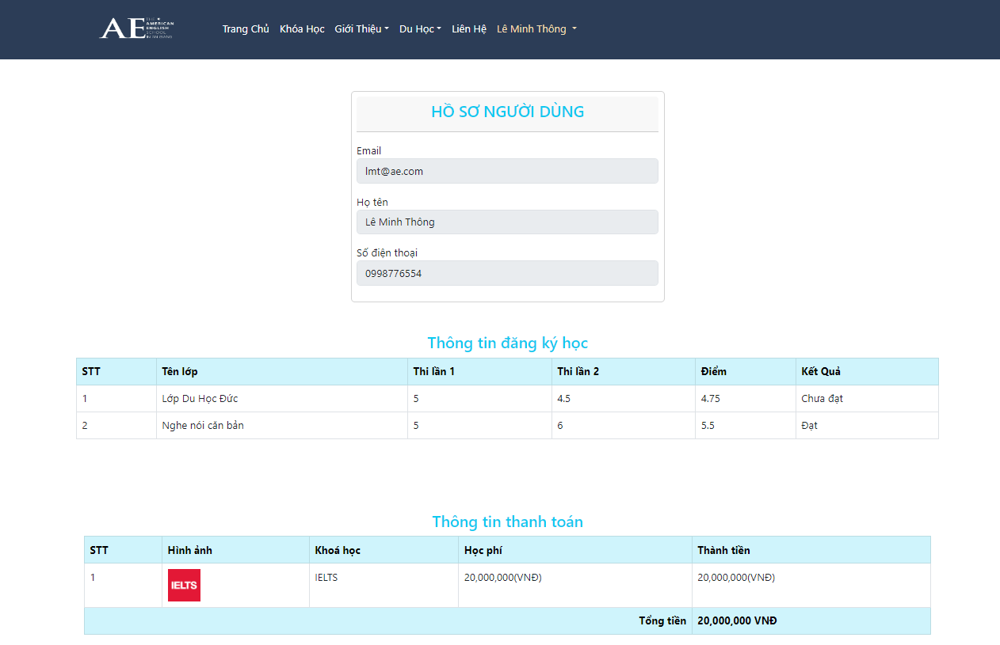 AE THE AMERICAN ENGLISH SCHOOL IN AN GIANG
Trang Chủ Khóa Học Giới Thiệu Du Học Liên Hệ Lê Minh Thông
HỒ SƠ NGƯỜI DÙNG
Email
lmt@ae.com
Họ tên
Lê Minh Thông
Số điện thoại
0998776554
Thông tin đăng ký học
STT Tên lớp Thi lần 1 Thi lần 2 Điểm Kết Quả
1 Lớp Du Học Đức 5 4.5 4.75 Chưa đạt
2 Nghe nói căn bản 5 6 5.5 Đạt
Thông tin thanh toán
STT Hình ảnh Khoá học Học phí Thành tiền
1 IELTS IELTS 20,000,000(VNĐ) 20,000,000(VNĐ)
Tổng tiền 20,000,000 VNĐ